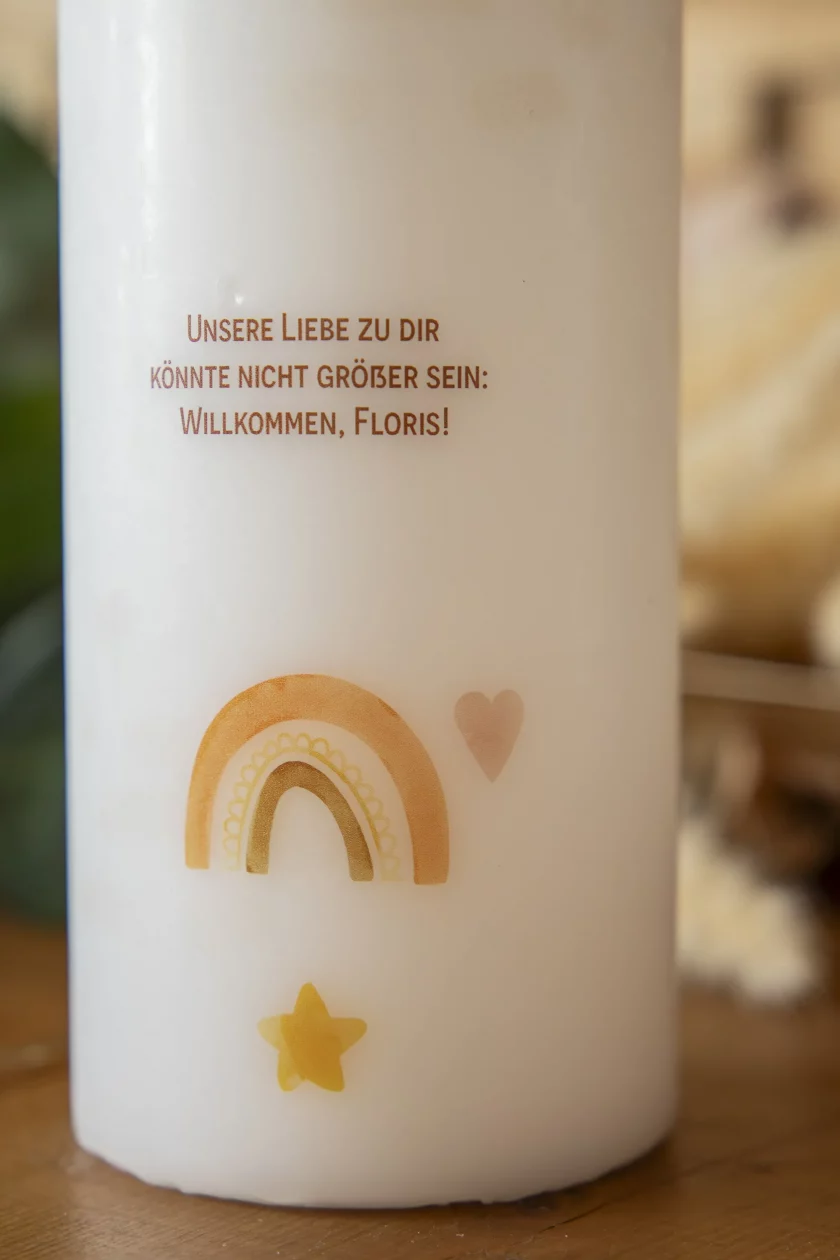 Unsere Liebe zu dir
könnte nicht größer sein:
Willkommen, Floris!